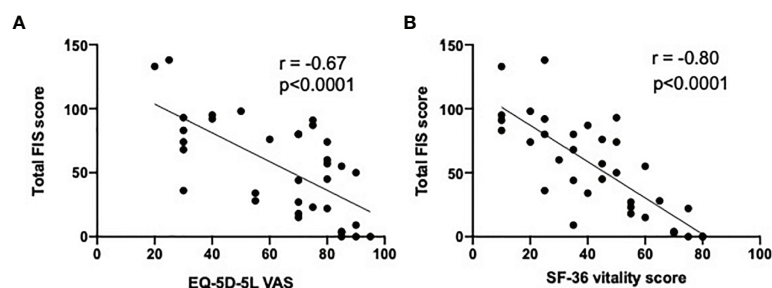 A
B
150
100
50
0
0 20 40 60 80 100
Total FIS score
EQ-5D-5L VAS
r = -0.67
p<0.0001
150
100
50
0
0 20 40 60 80 100
Total FIS score
SF-36 vitality score
r = -0.80
p<0.0001